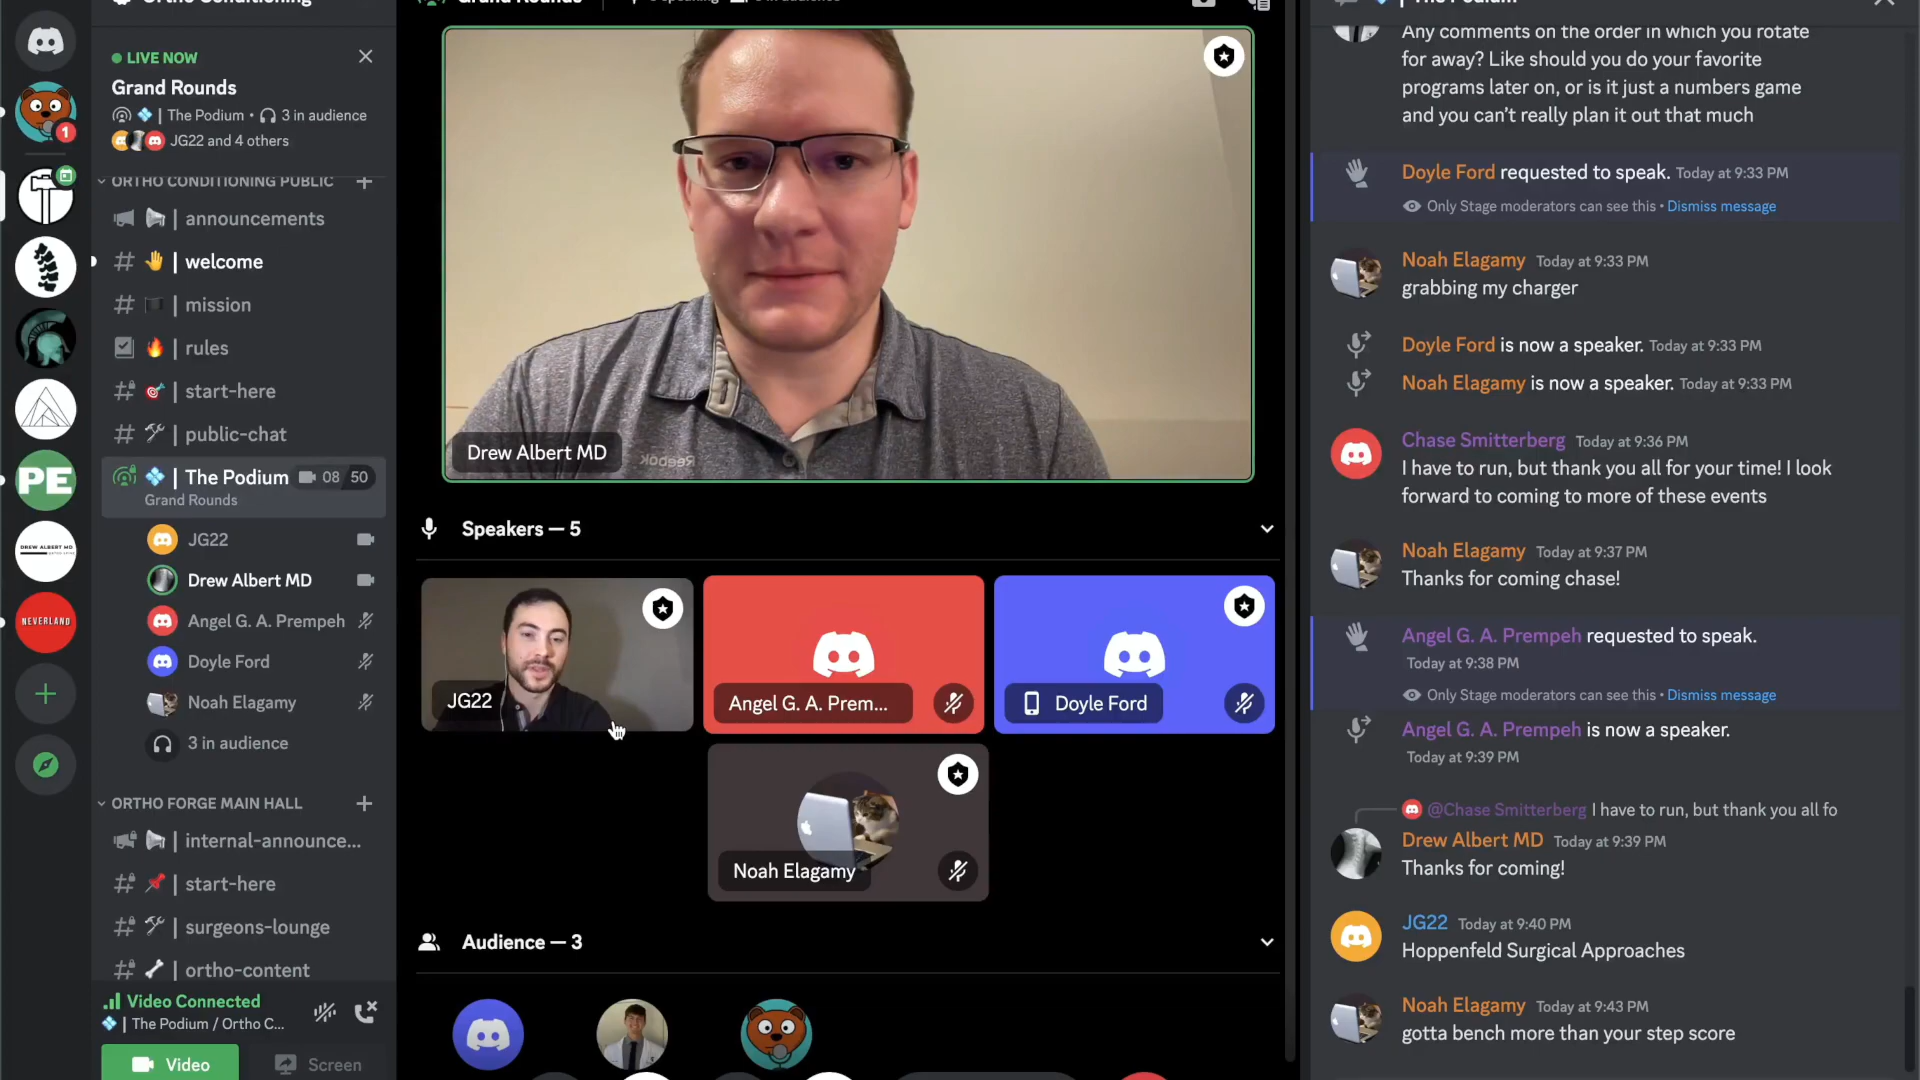 Ortho Conditioning
LIVE NOW
Grand Rounds
| The Podium • 3 in audience
JG22 and 4 others
1
ORTHO CONDITIONING PUBLIC
| announcements
| welcome
| mission
| rules
| start-here
| public-chat
| The Podium 08 50
Grand Rounds
JG22
Drew Albert MD
Angel G. A. Prempeh
Doyle Ford
Noah Elagamy
3 in audience
PE
DREW ALBERT MD
NEVERLAND
ORTHO FORGE MAIN HALL
| internal-announce...
| start-here
| surgeons-lounge
| ortho-content
Video Connected
| The Podium / Ortho C...
Video
Screen
Grand Rounds
Drew Albert MD
Reebok
Speakers — 5
JG22
Angel G. A. Prem...
Doyle Ford
Noah Elagamy
Audience — 3
| The Podium
Any comments on the order in which you rotate
for away? Like should you do your favorite
programs later on, or is it just a numbers game
and you can't really plan it out that much
Doyle Ford requested to speak. Today at 9:33 PM
Only Stage moderators can see this • Dismiss message
Noah Elagamy Today at 9:33 PM
grabbing my charger
Doyle Ford is now a speaker. Today at 9:33 PM
Noah Elagamy is now a speaker. Today at 9:33 PM
Chase Smitterberg Today at 9:36 PM
I have to run, but thank you all for your time! I look
forward to coming to more of these events
Noah Elagamy Today at 9:37 PM
Thanks for coming chase!
Angel G. A. Prempeh requested to speak.
Today at 9:38 PM
Only Stage moderators can see this • Dismiss message
Angel G. A. Prempeh is now a speaker.
Today at 9:39 PM
@Chase Smitterberg I have to run, but thank you all fo
Drew Albert MD Today at 9:39 PM
Thanks for coming!
JG22 Today at 9:40 PM
Hoppenfeld Surgical Approaches
Noah Elagamy Today at 9:43 PM
gotta bench more than your step score